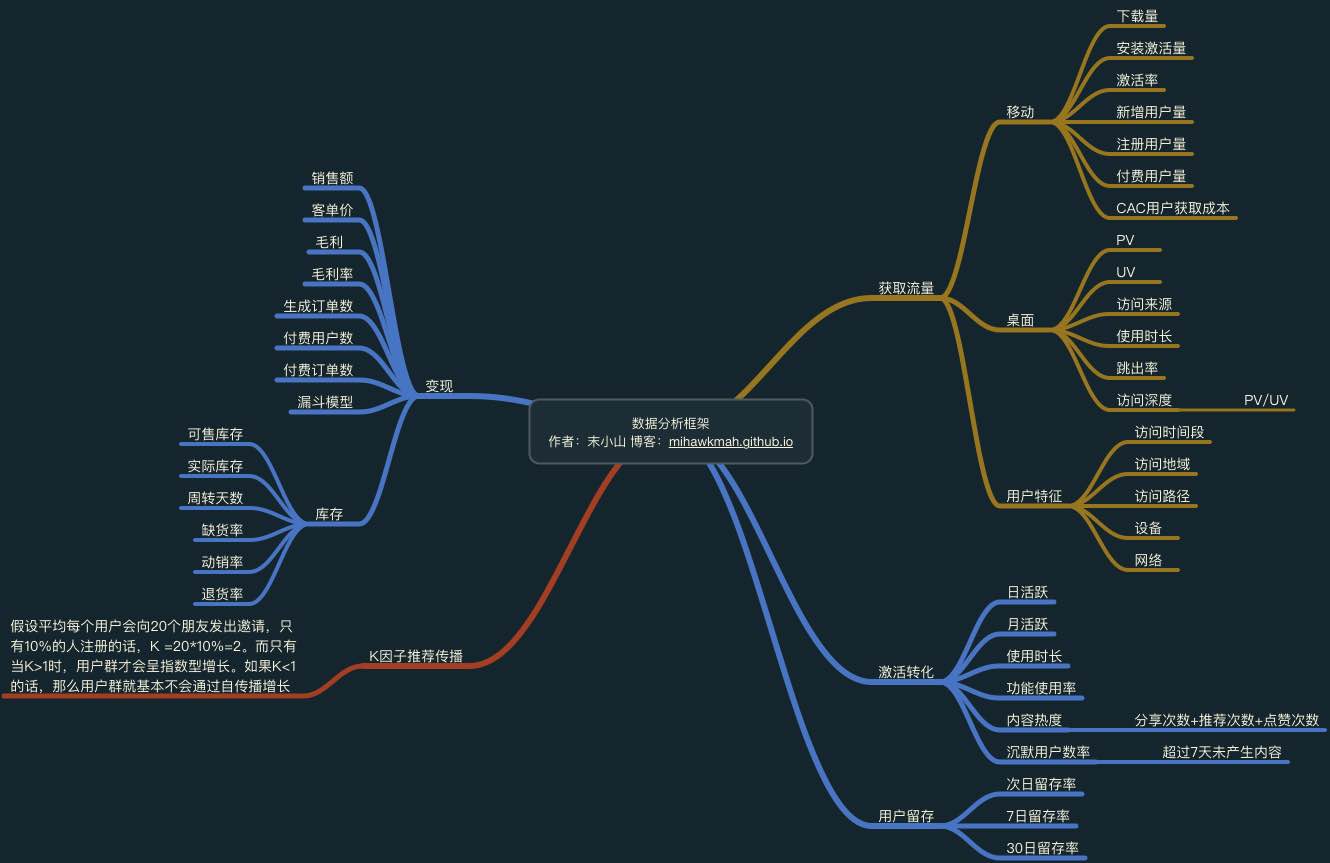 数据分析框架
作者：末小山 博客：mihawkmah.github.io
获取流量
移动
下载量
安装激活量
激活率
新增用户量
注册用户量
付费用户量
CAC用户获取成本
桌面
PV
UV
访问来源
使用时长
跳出率
访问深度
PV/UV
用户特征
访问时间段
访问地域
访问路径
设备
网络
激活转化
日活跃
月活跃
使用时长
功能使用率
内容热度
分享次数+推荐次数+点赞次数
沉默用户数率
超过7天未产生内容
用户留存
次日留存率
7日留存率
30日留存率
变现
销售额
客单价
毛利
毛利率
生成订单数
付费用户数
付费订单数
漏斗模型
库存
可售库存
实际库存
周转天数
缺货率
动销率
退货率
K因子推荐传播
假设平均每个用户会向20个朋友发出邀请，只
有10%的人注册的话，K =20*10%=2。而只有
当K>1时，用户群才会呈指数型增长。如果K<1
的话，那么用户群就基本不会通过自传播增长